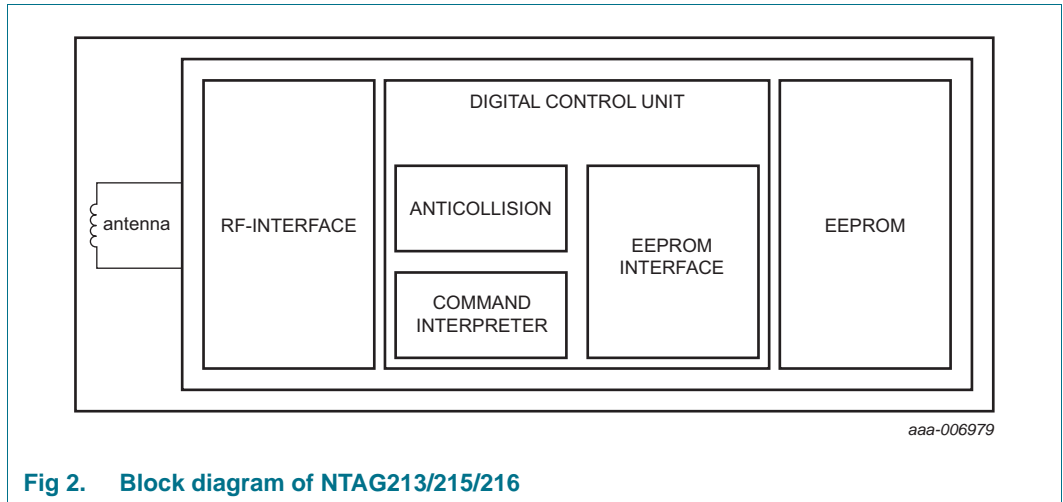 DIGITAL CONTROL UNIT
antenna
RF-INTERFACE
ANTICOLLISION
COMMAND
INTERPRETER
EEPROM
INTERFACE
EEPROM
aaa-006979
Fig 2. Block diagram of NTAG213/215/216